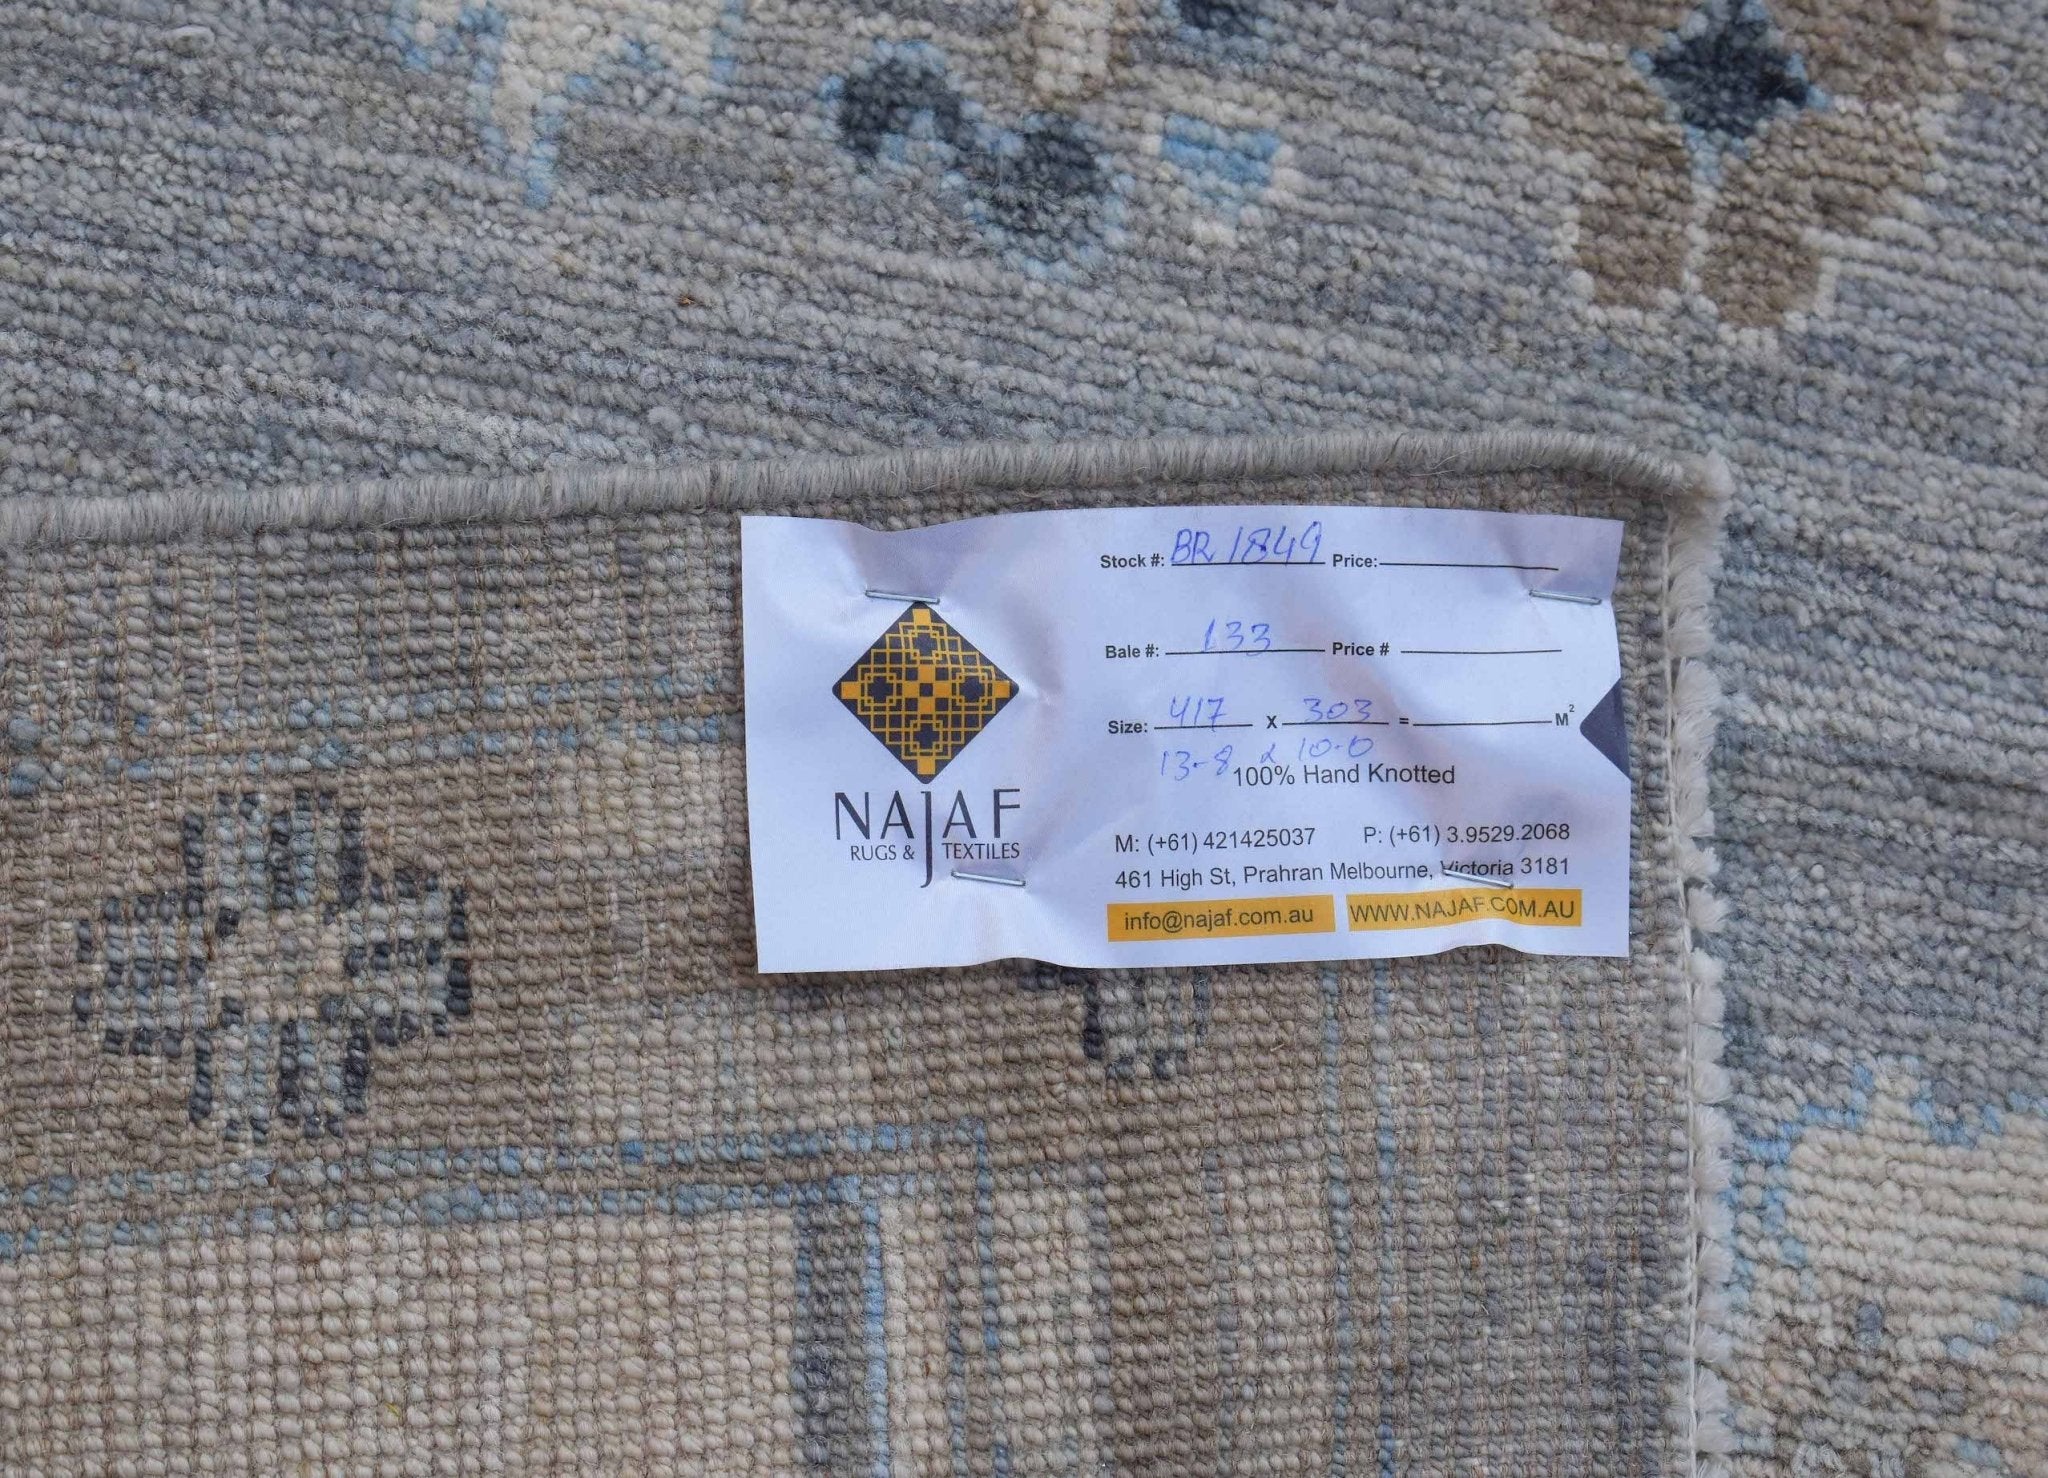 Stock #: BR 1849 Price:
Bale #: 133 Price #
Size: 417 X 303 = M²
13-8 x 10-0
100% Hand Knotted
NAJAF
RUGS & TEXTILES
M: (+61) 421425037 P: (+61) 3.9529.2068
461 High St, Prahran Melbourne, Victoria 3181
info@najaf.com.au WWW.NAJAF.COM.AU